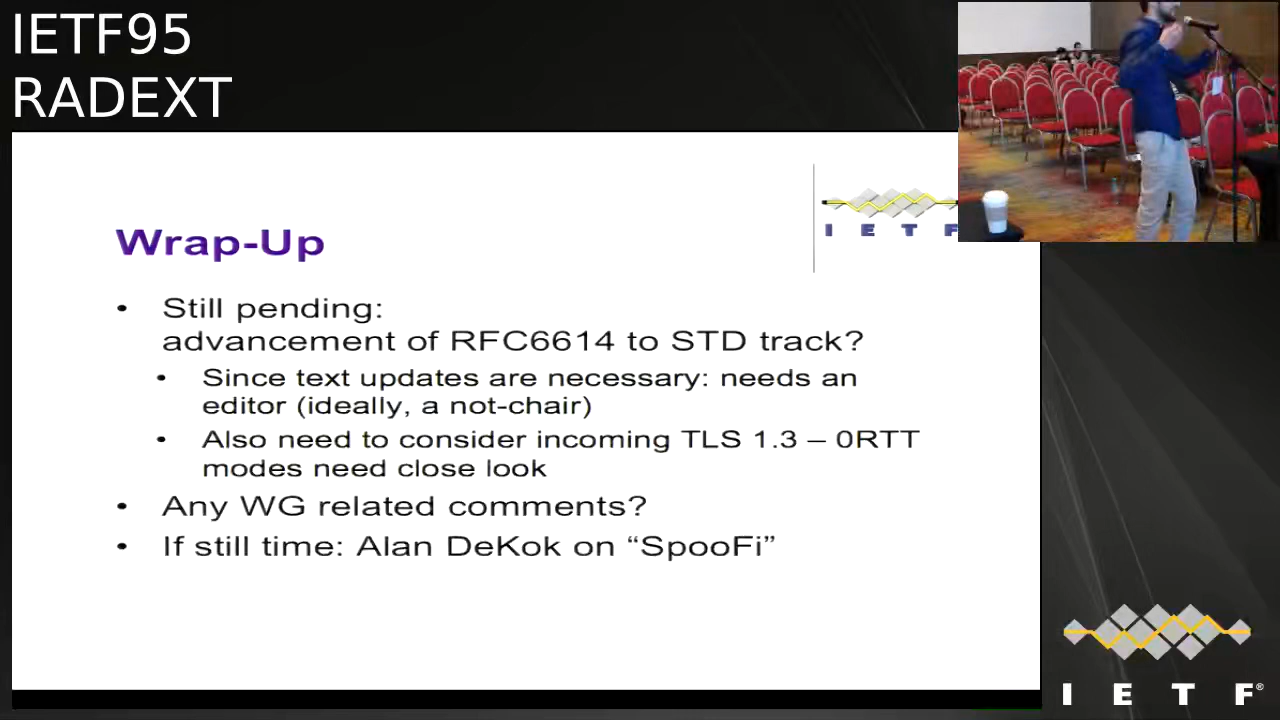 IETF95
RADEXT
I E T F
Wrap-Up
• Still pending:
advancement of RFC6614 to STD track?
• Since text updates are necessary: needs an
editor (ideally, a not-chair)
• Also need to consider incoming TLS 1.3 – 0RTT
modes need close look
• Any WG related comments?
• If still time: Alan DeKok on “SpooFi”
I E T F®